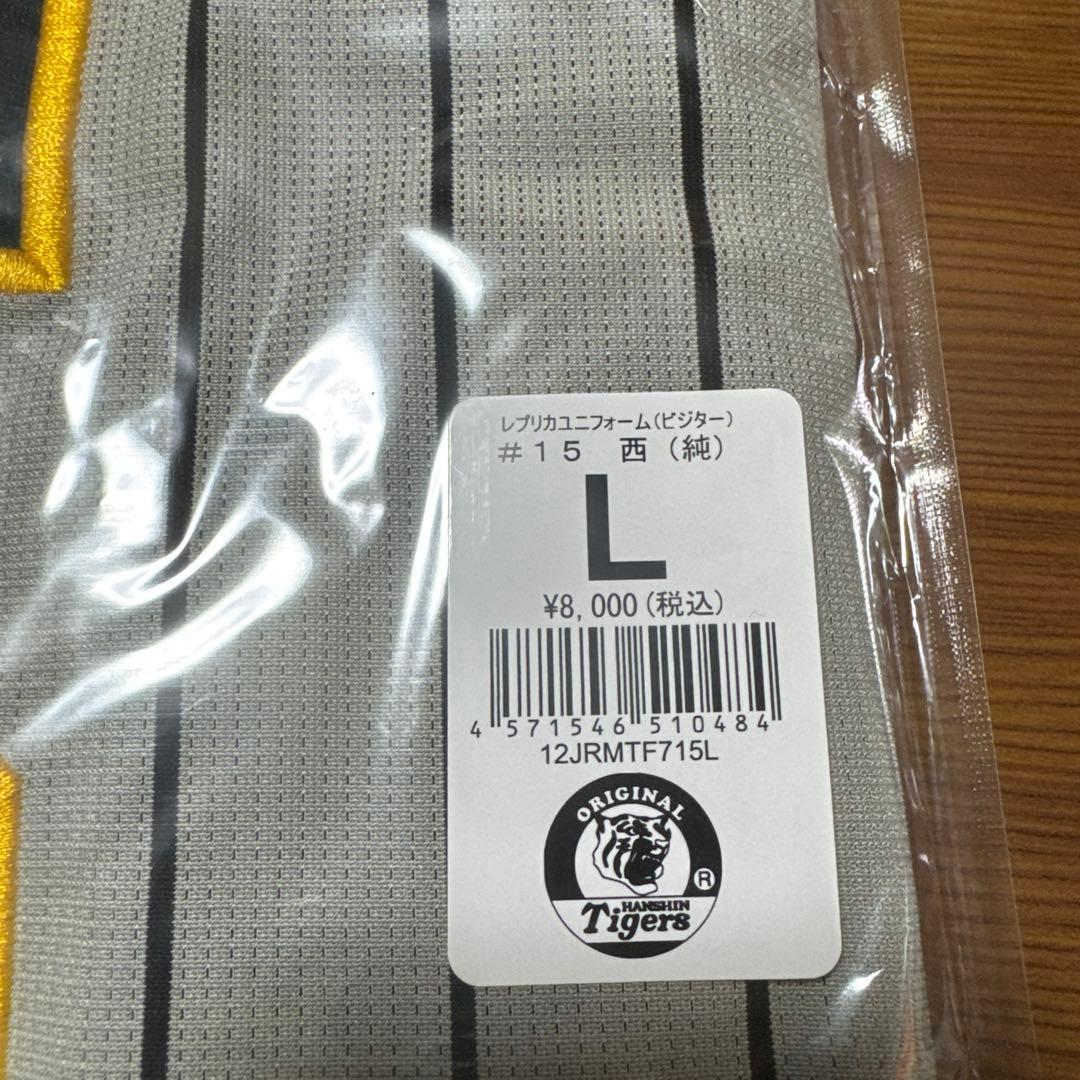 レプリカユニフォーム(ビジター)
#15 西(純)
L
¥8,000(税込)
4 571546 510484
12JRMTF715L
ORIGINAL
®
HANSHIN
Tigers